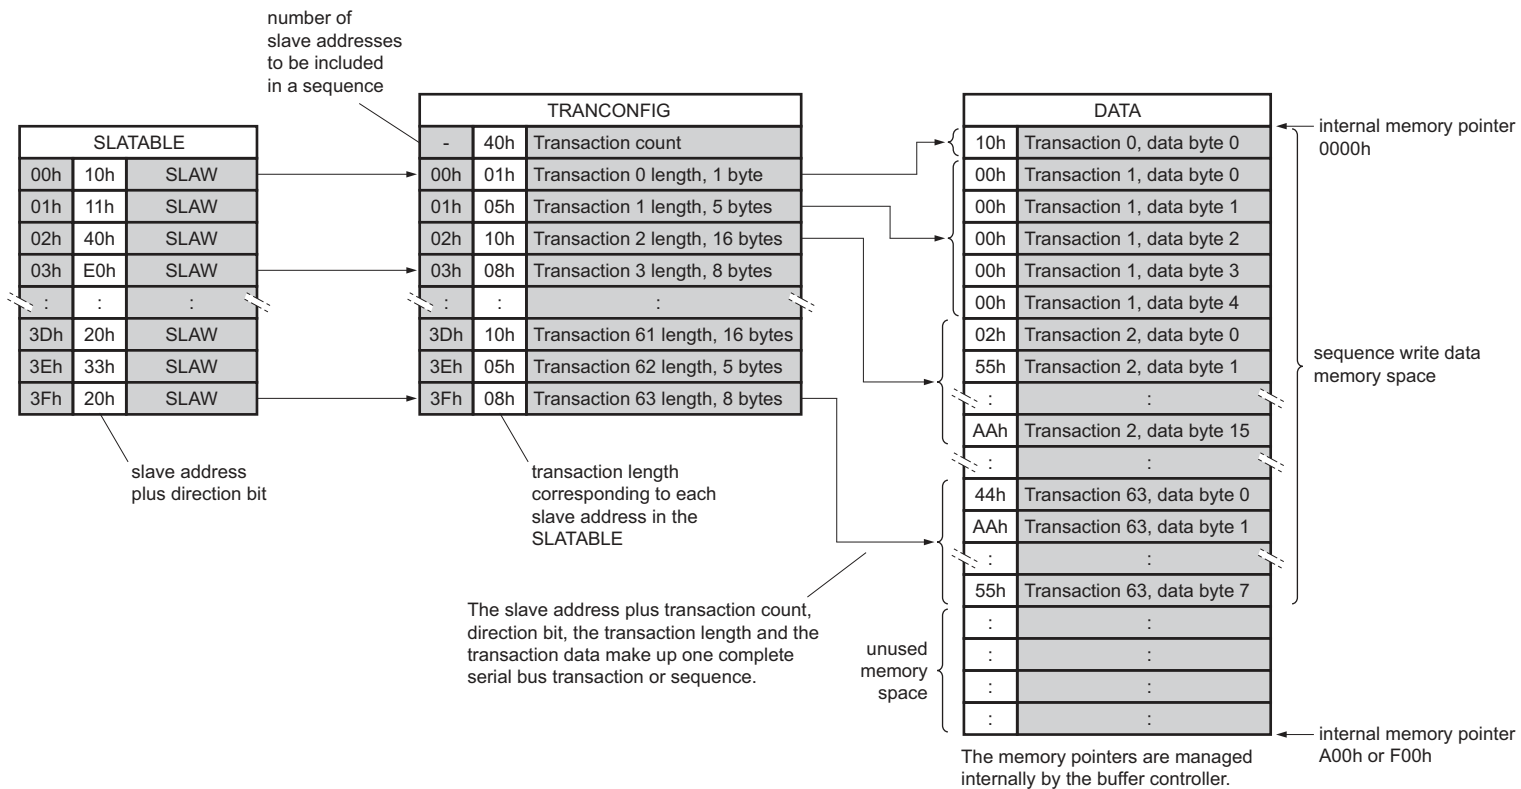 number of
slave addresses
to be included
in a sequence
SLATABLE
00h 10h SLAW
01h 11h SLAW
02h 40h SLAW
03h E0h SLAW
: : :
3Dh 20h SLAW
3Eh 33h SLAW
3Fh 20h SLAW
slave address
plus direction bit
TRANCONFIG
- 40h Transaction count
00h 01h Transaction 0 length, 1 byte
01h 05h Transaction 1 length, 5 bytes
02h 10h Transaction 2 length, 16 bytes
03h 08h Transaction 3 length, 8 bytes
: : :
3Dh 10h Transaction 61 length, 16 bytes
3Eh 05h Transaction 62 length, 5 bytes
3Fh 08h Transaction 63 length, 8 bytes
transaction length
corresponding to each
slave address in the
SLATABLE
The slave address plus transaction count,
direction bit, the transaction length and the
transaction data make up one complete
serial bus transaction or sequence.
DATA
10h Transaction 0, data byte 0
00h Transaction 1, data byte 0
00h Transaction 1, data byte 1
00h Transaction 1, data byte 2
00h Transaction 1, data byte 3
00h Transaction 1, data byte 4
02h Transaction 2, data byte 0
55h Transaction 2, data byte 1
: :
AAh Transaction 2, data byte 15
: :
44h Transaction 63, data byte 0
AAh Transaction 63, data byte 1
: :
55h Transaction 63, data byte 7
: :
: :
: :
: :
unused
memory
space
internal memory pointer
0000h
sequence write data
memory space
internal memory pointer
A00h or F00h
The memory pointers are managed
internally by the buffer controller.